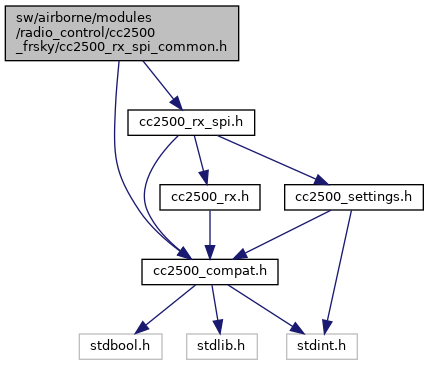 sw/airborne/modules
/radio_control/cc2500
_frsky/cc2500_rx_spi_common.h
cc2500_rx_spi.h
cc2500_rx.h
cc2500_settings.h
cc2500_compat.h
stdbool.h
stdlib.h
stdint.h